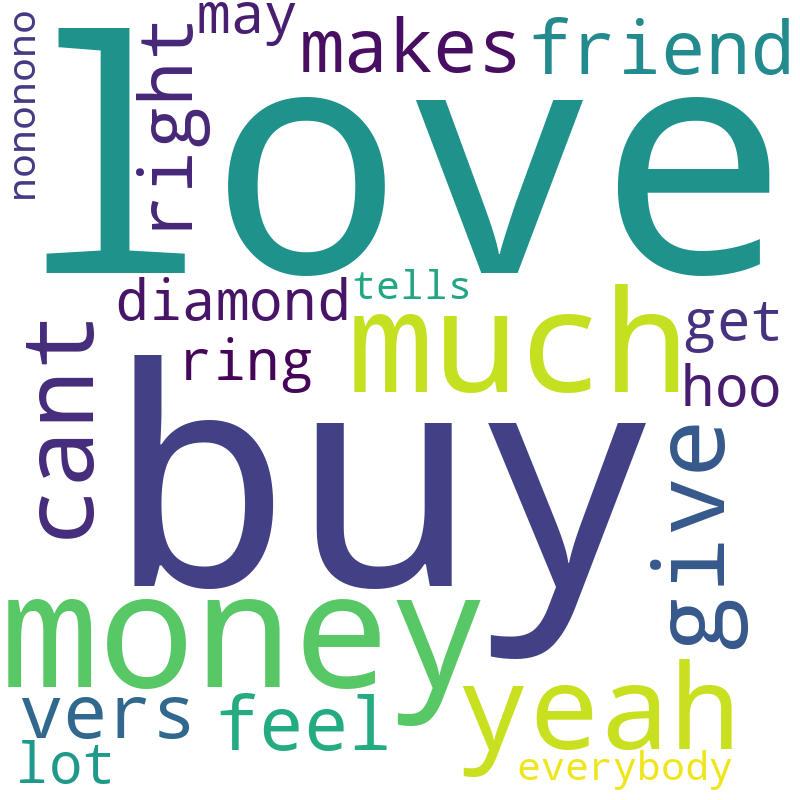 nononono
right
may
makes
friend
love
diamond
tells
ring
much
get
hoo
cant
buy
give
money
vers
feel
yeah
lot
everybody